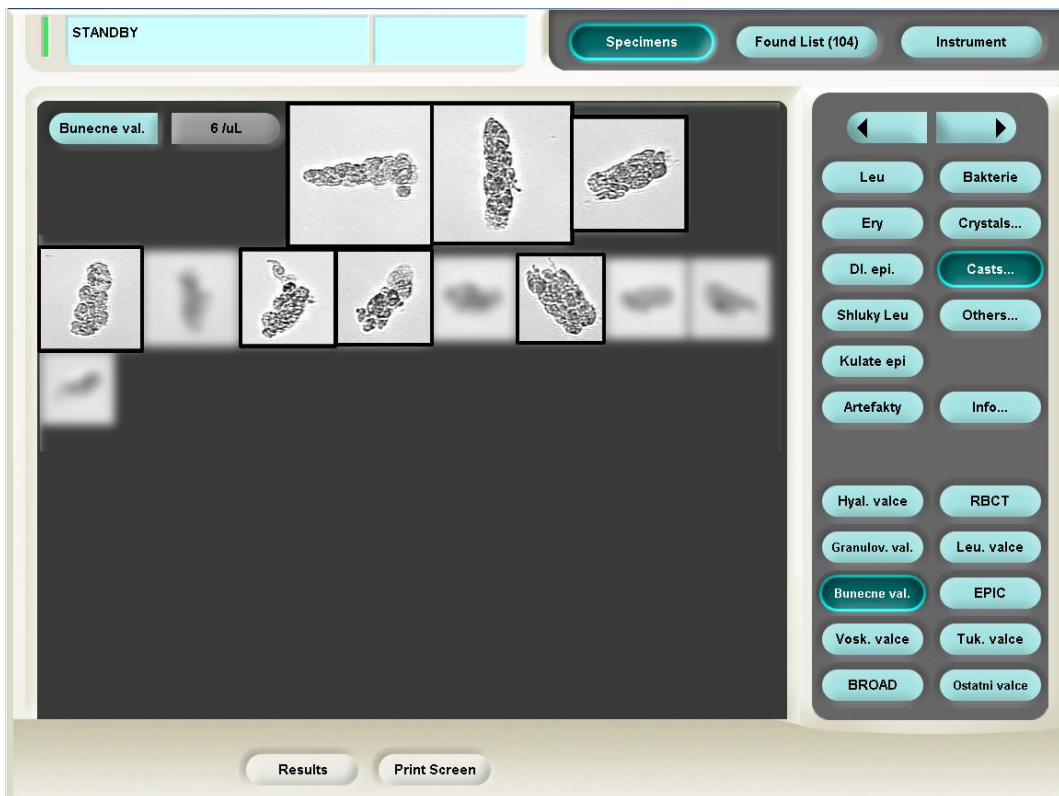 STANDBY
Specimens
Found List (104)
Instrument
Bunecne val.
6 /uL
Leu
Bakterie
Ery
Crystals...
Dl. epi.
Casts...
Shluky Leu
Others...
Kulate epi
Artefakty
Info...
Hyal. valce
RBCT
Granulov. val.
Leu. valce
Bunecne val.
EPIC
Vosk. valce
Tuk. valce
BROAD
Ostatni valce
Results
Print Screen